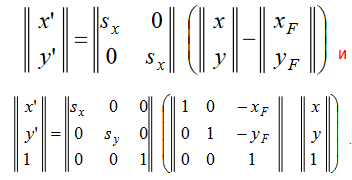 ‖ x' ‖ = ‖ s_x 0 ‖ ( ‖ x ‖ − ‖ x_F ‖ ) и
‖ y' ‖ ‖ 0 s_x ‖ ‖ y ‖ ‖ y_F ‖
‖ x' ‖ ‖ s_x 0 0 ‖ ( ‖ 1 0 −x_F ‖ ‖ x ‖
‖ y' ‖ = ‖ 0 s_y 0 ‖ ‖ 0 1 −y_F ‖ ‖ y ‖ .
‖ 1 ‖ ‖ 0 0 1 ‖ ‖ 0 0 1 ‖ ‖ 1 ‖